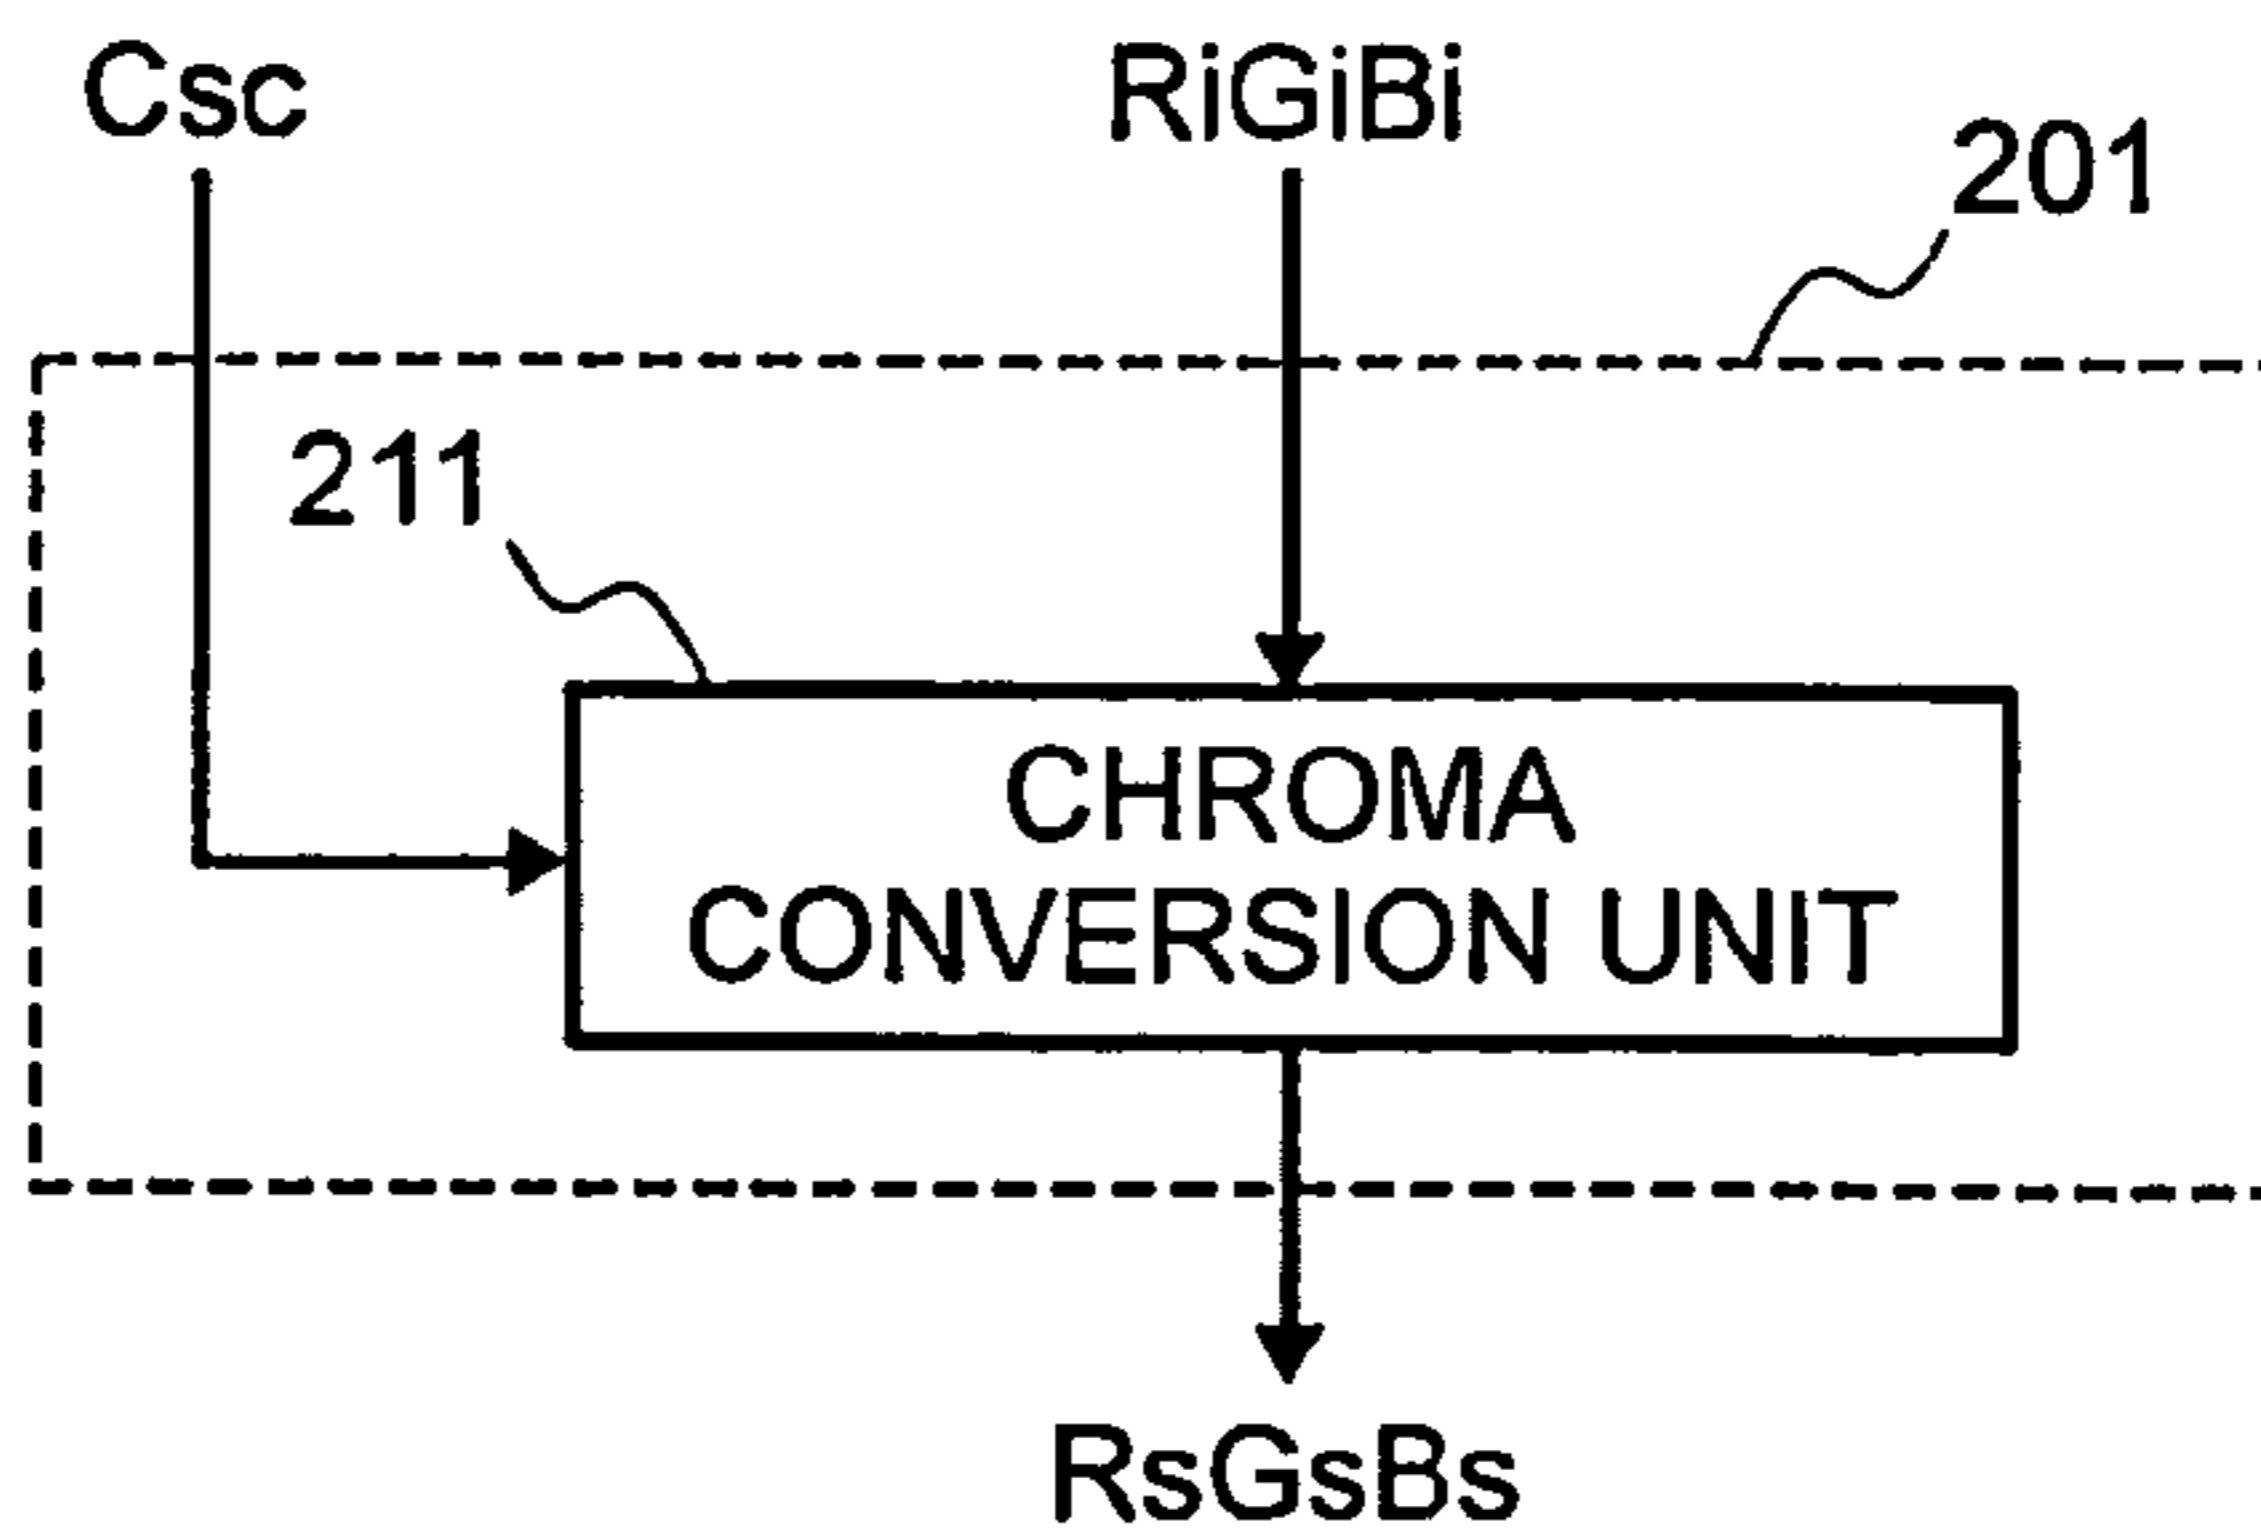 Csc
RiGiBi
201
211
CHROMA
CONVERSION UNIT
RsGsBs